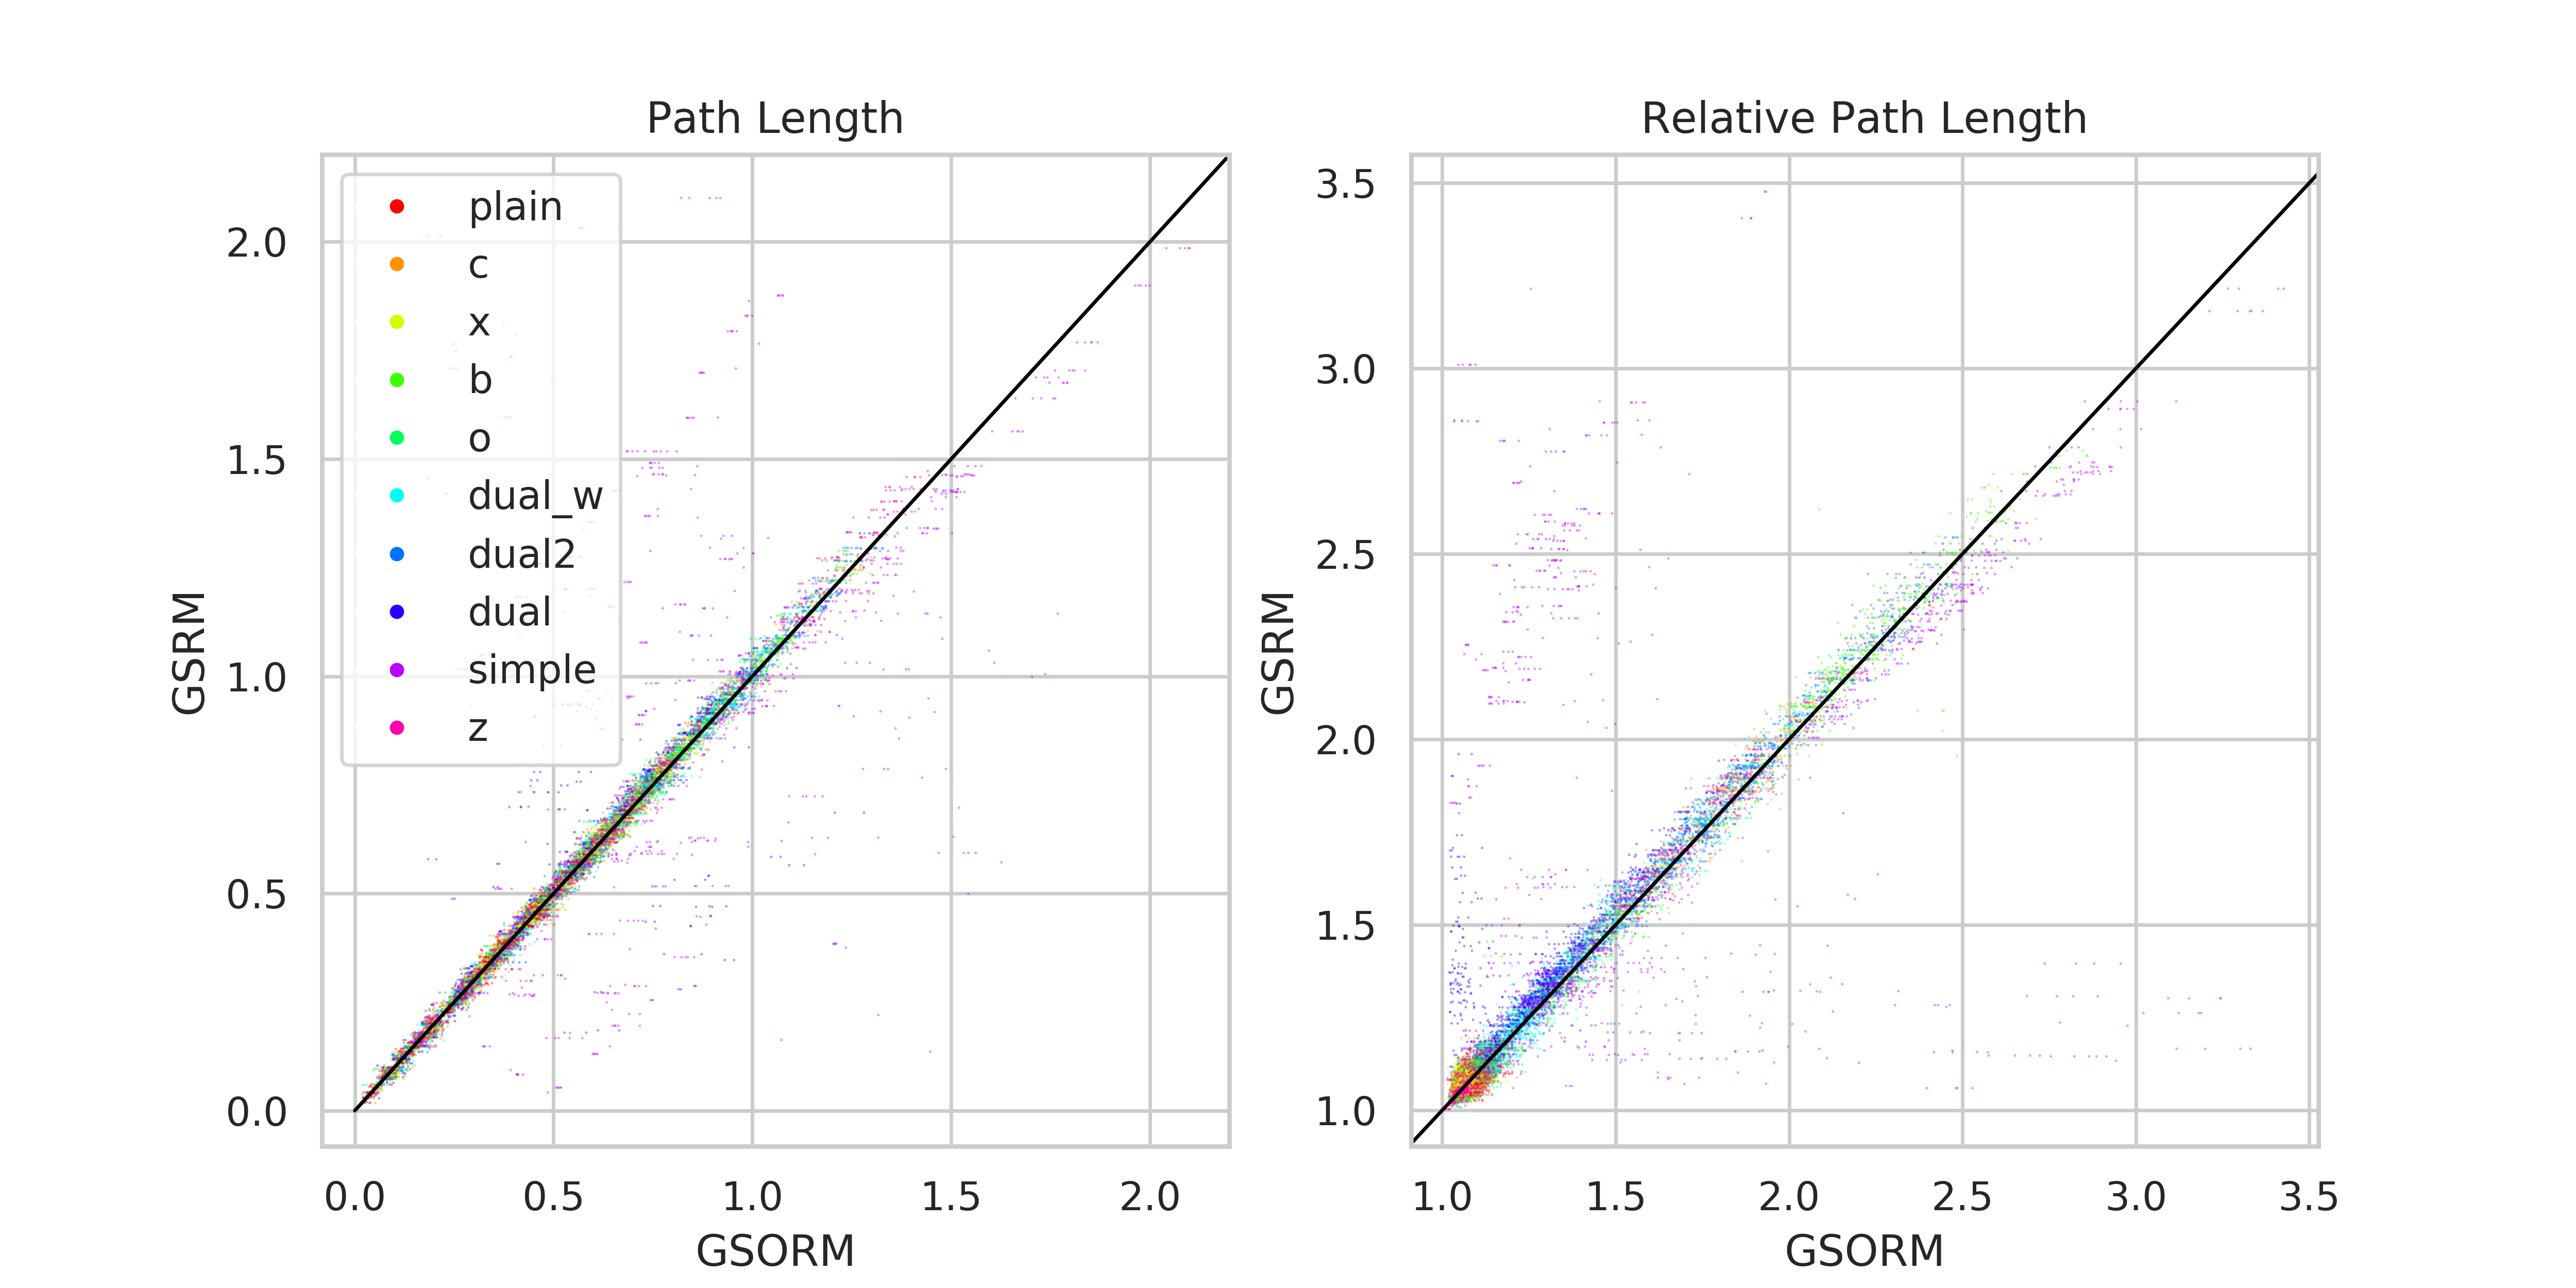 Path Length
2.0
1.5
1.0
0.5
0.0
GSRM
plain
c
x
b
o
dual_w
dual2
dual
simple
z
0.0 0.5 1.0 1.5 2.0
GSORM
Relative Path Length
3.5
3.0
2.5
2.0
1.5
1.0
GSRM
1.0 1.5 2.0 2.5 3.0 3.5
GSORM